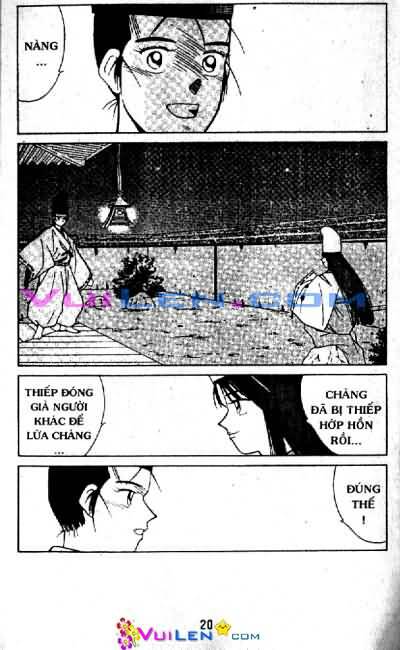 NÀNG
...
VuiLen.com
CHÀNG
ĐÃ BỊ THIẾP
HỚP HỒN
RỒI...
THIẾP ĐÓNG
GIẢ NGƯỜI
KHÁC ĐỂ
LỪA CHÀNG
...
ĐÚNG
THẾ
!
20
VuiLen.com